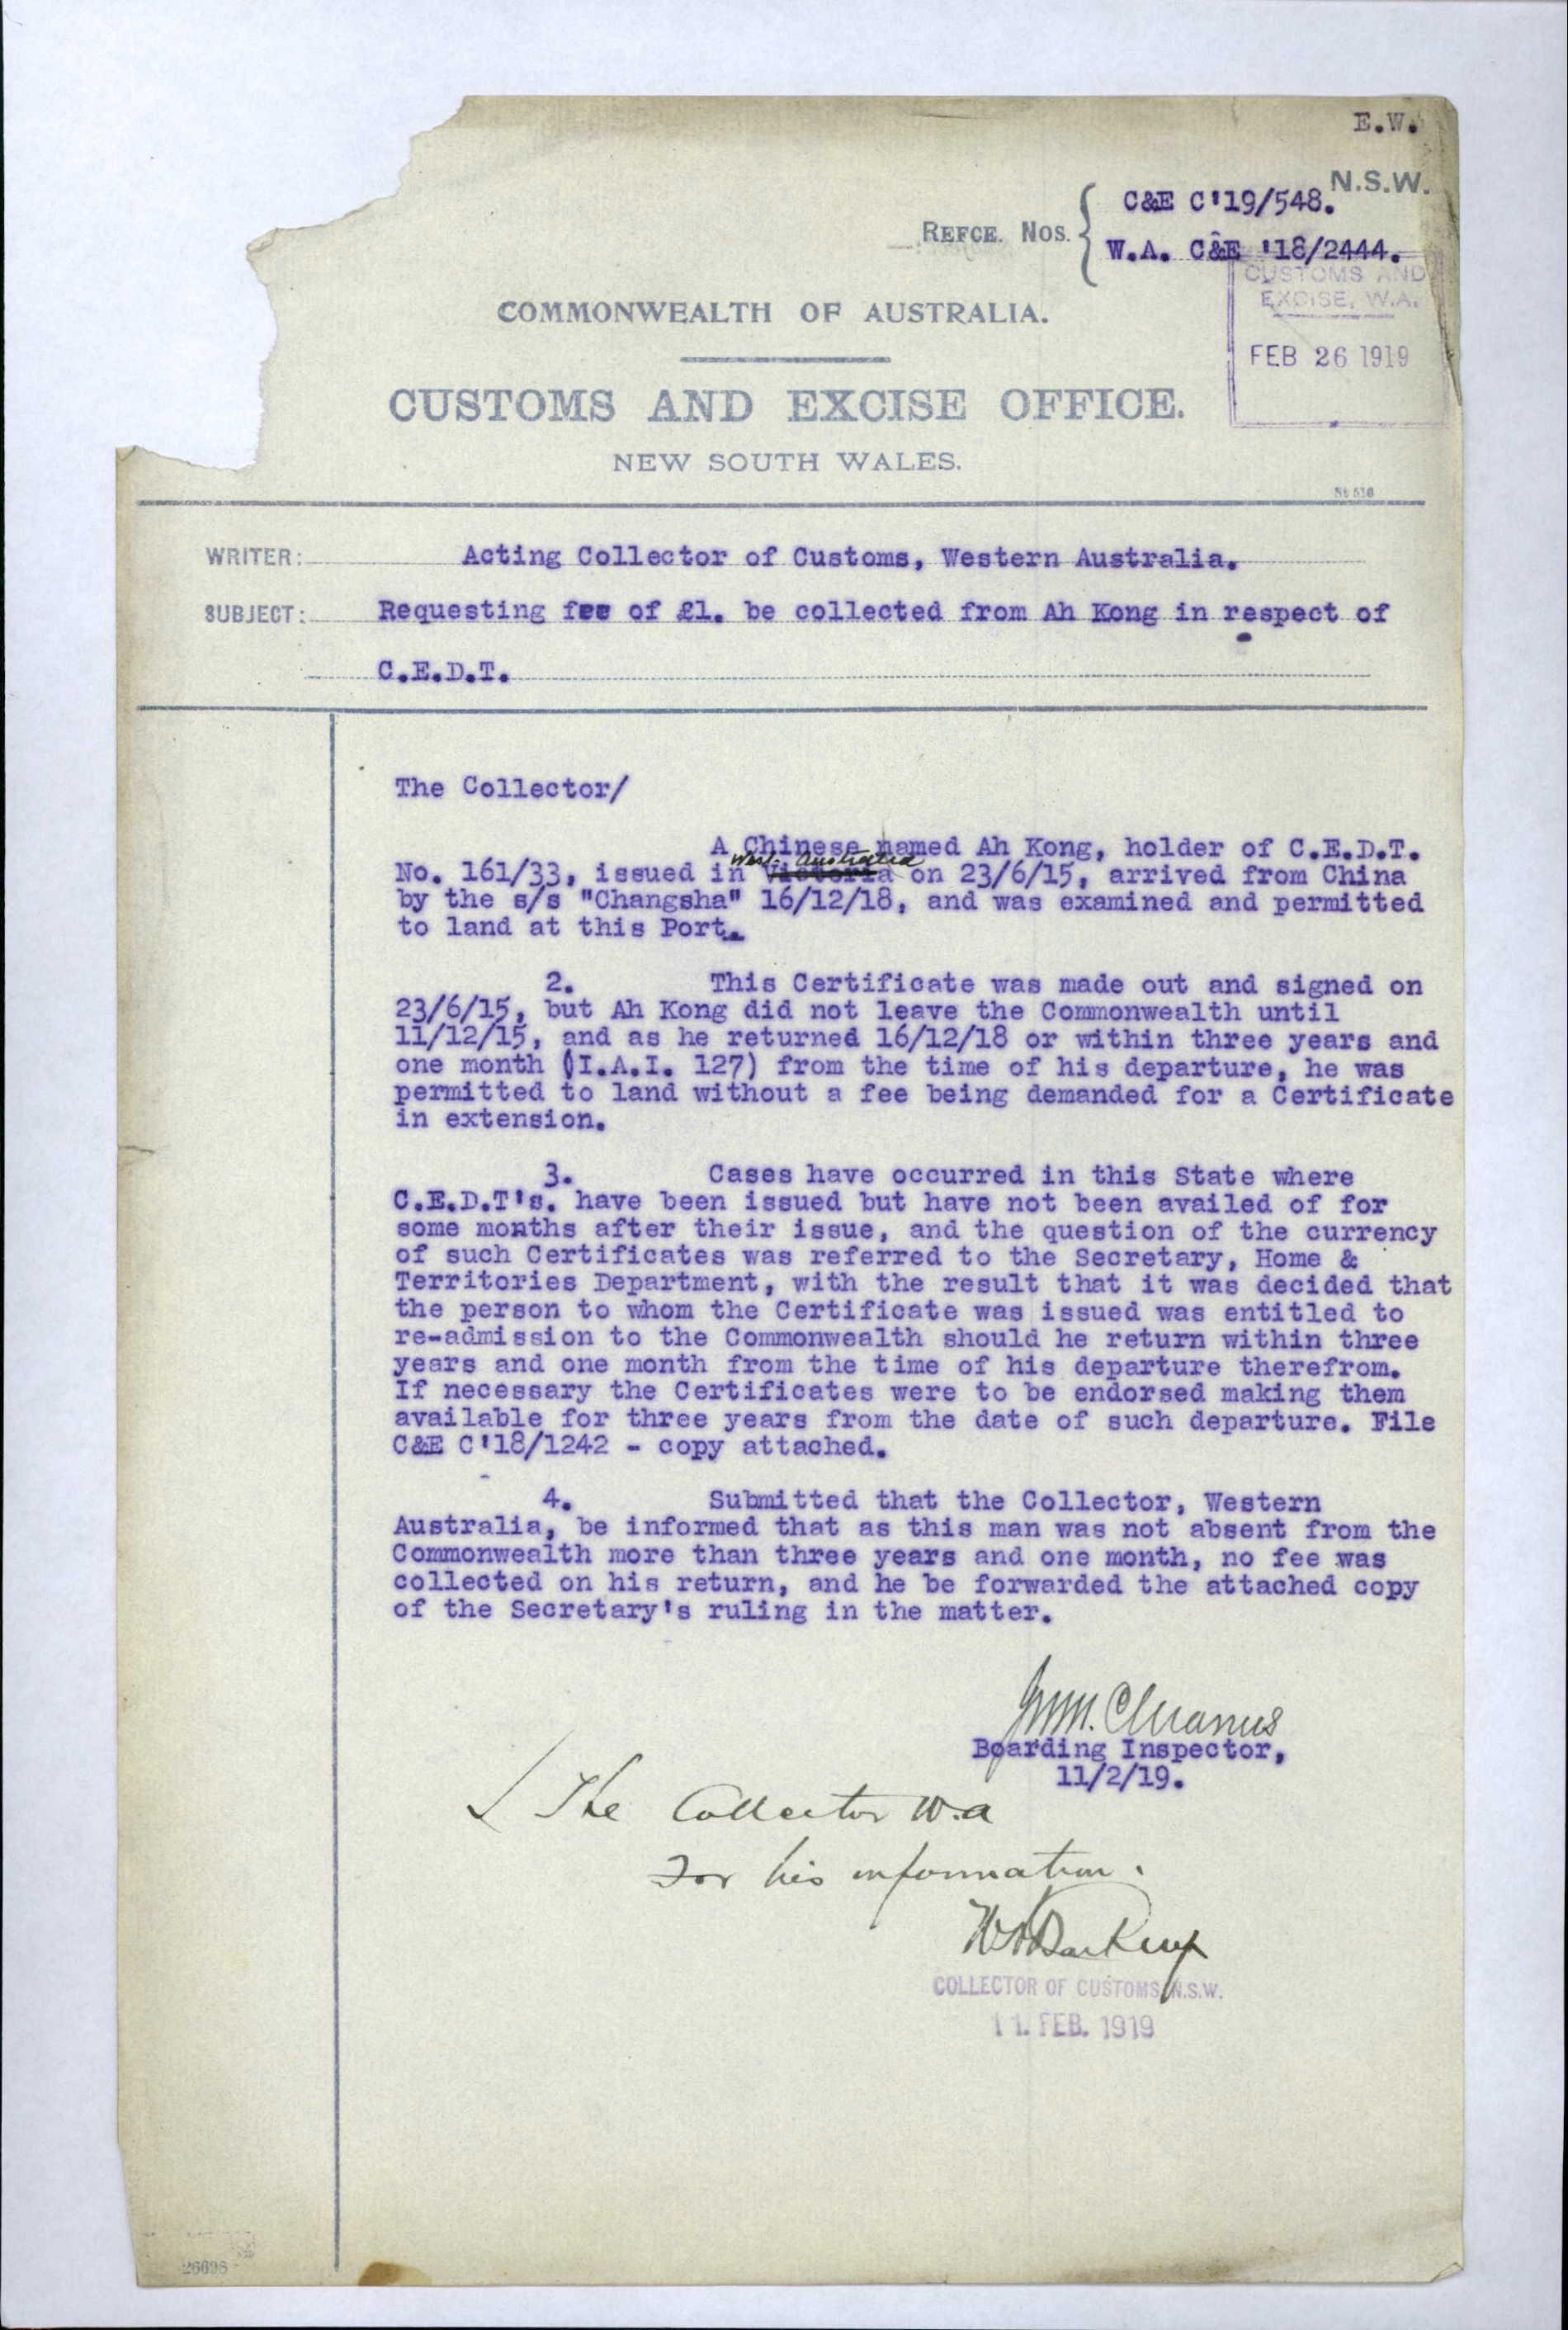 E.W.
N.S.W.
C&E C'19/548.
REFCE. NOS.
W.A. C&E '18/2444.
CUSTOMS AND
EXCISE, W.A.
FEB 26 1919
COMMONWEALTH OF AUSTRALIA.
CUSTOMS AND EXCISE OFFICE.
NEW SOUTH WALES.
WRITER: Acting Collector of Customs, Western Australia.
SUBJECT: Requesting fee of £1. be collected from Ah Kong in respect of
C.E.D.T.
The Collector/
A Chinese named Ah Kong, holder of C.E.D.T.
West. Australia
No. 161/33, issued in Victoria on 23/6/15, arrived from China
by the s/s "Changsha" 16/12/18, and was examined and permitted
to land at this Port.
2. This Certificate was made out and signed on
23/6/15, but Ah Kong did not leave the Commonwealth until
11/12/15, and as he returned 16/12/18 or within three years and
one month (I.A.I. 127) from the time of his departure, he was
permitted to land without a fee being demanded for a Certificate
in extension.
3. Cases have occurred in this State where
C.E.D.T's. have been issued but have not been availed of for
some months after their issue, and the question of the currency
of such Certificates was referred to the Secretary, Home &
Territories Department, with the result that it was decided that
the person to whom the Certificate was issued was entitled to
re-admission to the Commonwealth should he return within three
years and one month from the time of his departure therefrom.
If necessary the Certificates were to be endorsed making them
available for three years from the date of such departure. File
C&E C'18/1242 - copy attached.
4. Submitted that the Collector, Western
Australia, be informed that as this man was not absent from the
Commonwealth more than three years and one month, no fee was
collected on his return, and he be forwarded the attached copy
of the Secretary's ruling in the matter.
Boarding Inspector,
11/2/19.
The Collector W.A
For his information.
COLLECTOR OF CUSTOMS N.S.W.
11. FEB. 1919
26698